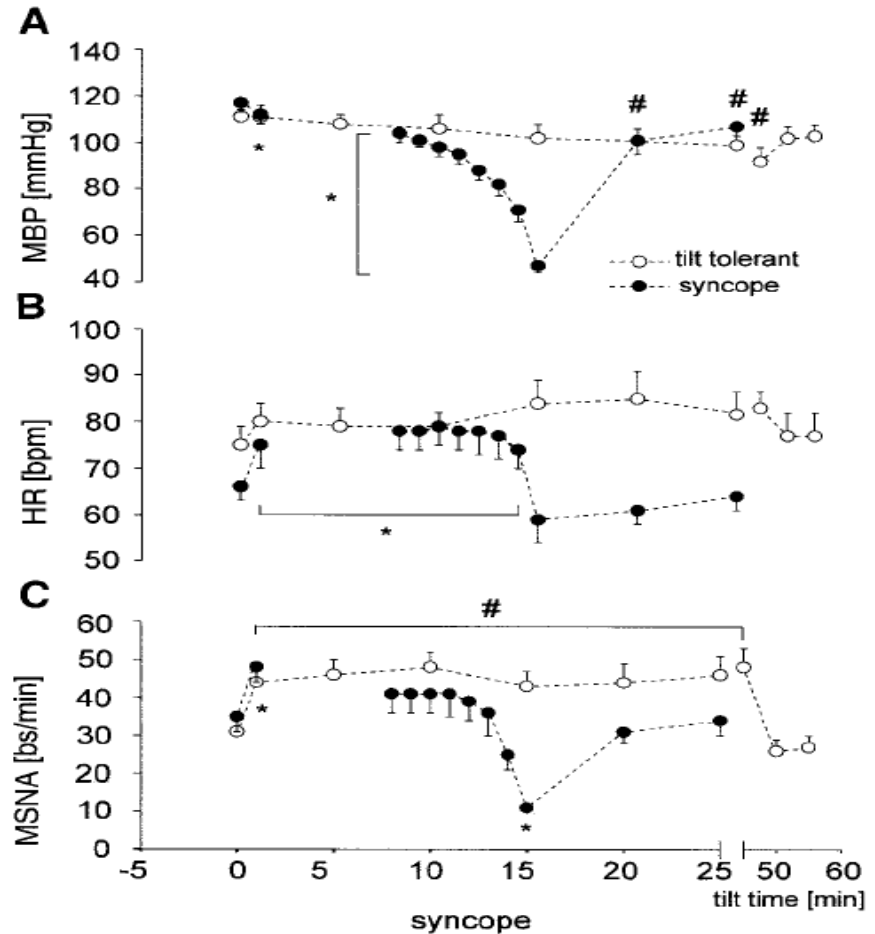 A
MBP [mmHg]
140
120
100
80
60
40
*
*
#
#
#
tilt tolerant
syncope
B
HR [bpm]
100
90
80
70
60
50
*
C
MSNA [bs/min]
60
50
40
30
20
10
0
#
*
*
-5 0 5 10 15 20 25 50 60
tilt time [min]
syncope